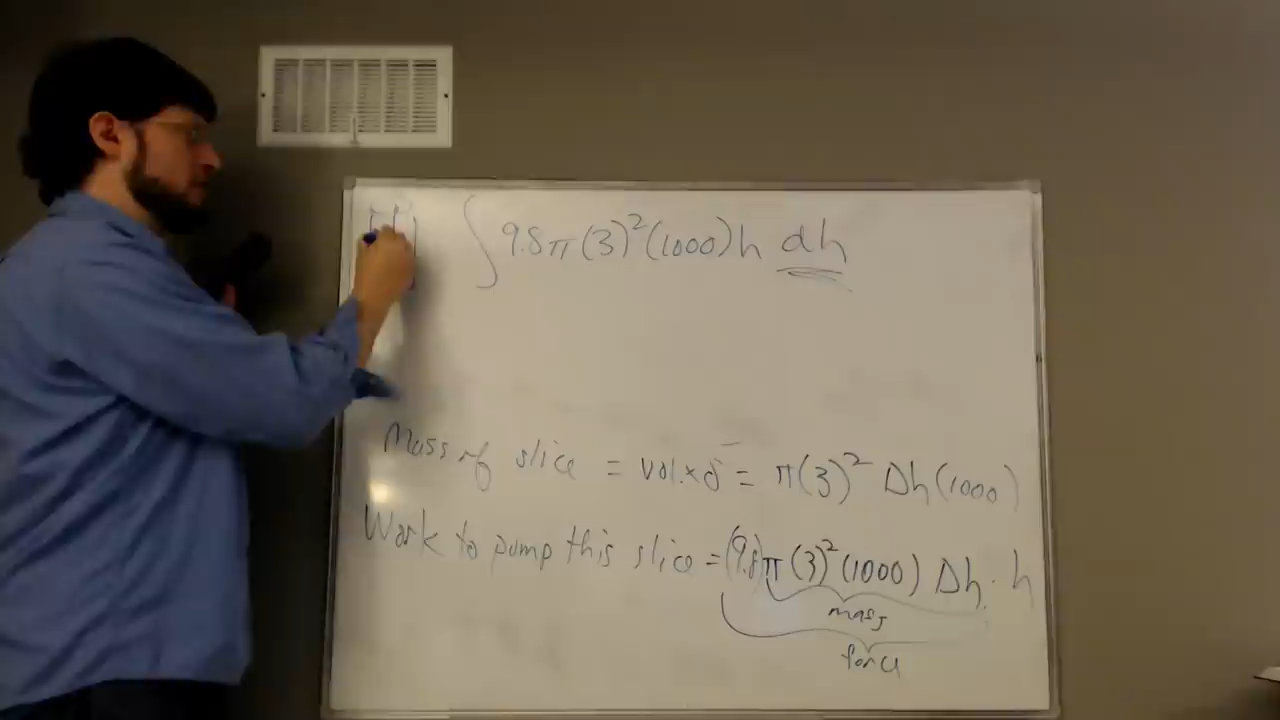 ∫ 9.8π(3)²(1000)h dh
Mass of slice = vol.×δ = π(3)² Δh(1000)
Work to pump this slice = (9.8)π(3)²(1000) Δh · h
mass
force